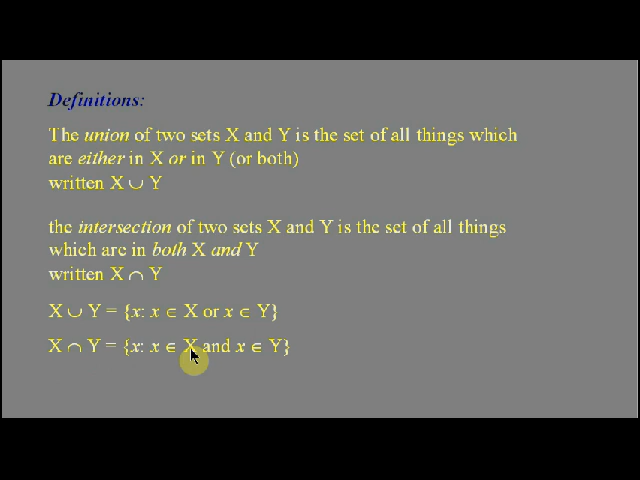 Definitions:
The union of two sets X and Y is the set of all things which
are either in X or in Y (or both)
written X ∪ Y
the intersection of two sets X and Y is the set of all things
which are in both X and Y
written X ∩ Y
X ∪ Y = {x: x ∈ X or x ∈ Y}
X ∩ Y = {x: x ∈ X and x ∈ Y}